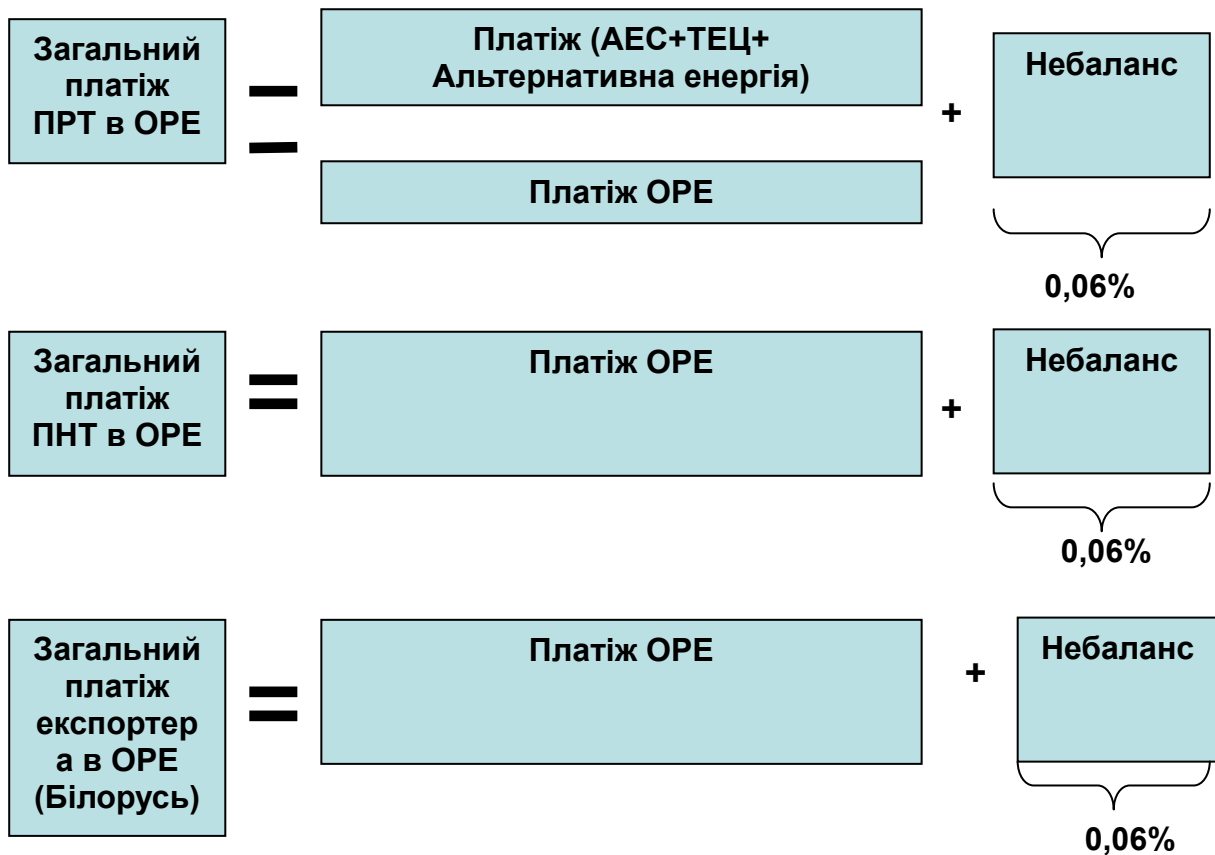 Загальний
платіж
ПРТ в ОРЕ
Платіж (АЕС+ТЕЦ+
Альтернативна енергія)
Платіж ОРЕ
+
Небаланс
0,06%
Загальний
платіж
ПНТ в ОРЕ
=
Платіж ОРЕ
+
Небаланс
0,06%
Загальний
платіж
експортер
а в ОРЕ
(Білорусь)
=
Платіж ОРЕ
+
Небаланс
0,06%